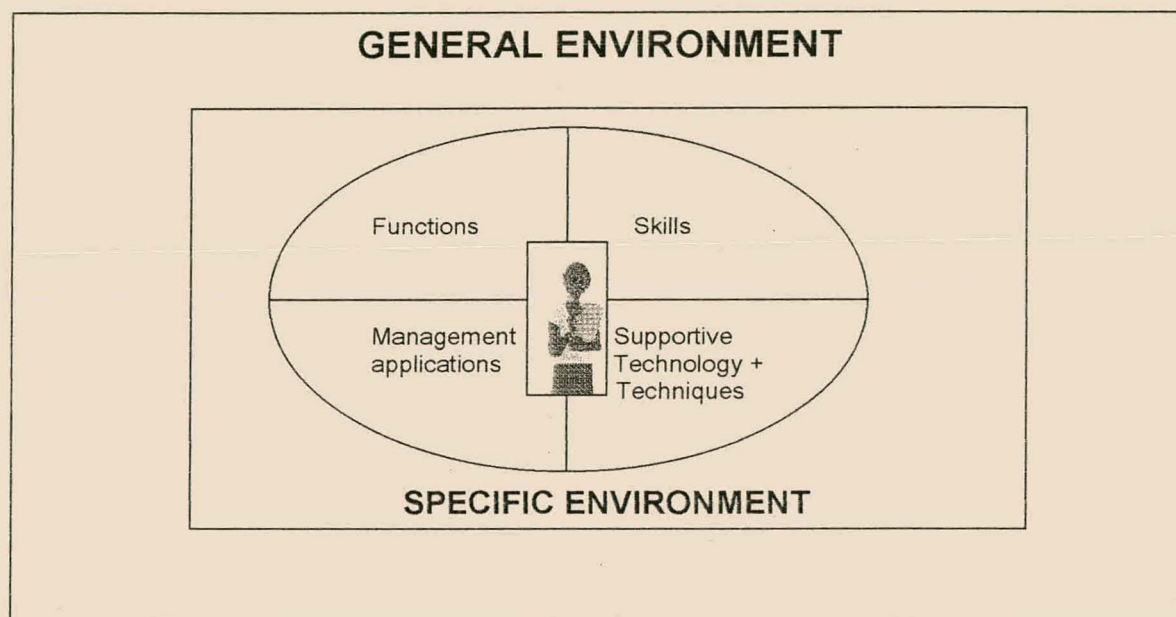 GENERAL ENVIRONMENT
Functions
Skills
Management
applications
Supportive
Technology +
Techniques
SPECIFIC ENVIRONMENT